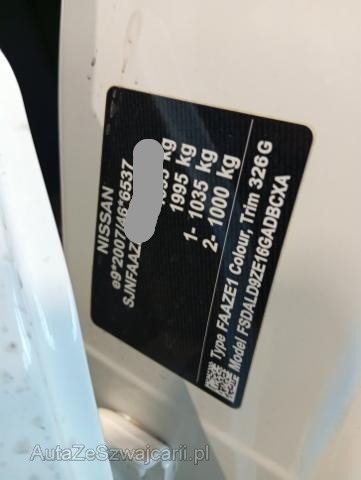 NISSAN
e9*2007/46*6537
SJNFAAZ
kg
1995 kg
1- 1035 kg
2- 1000 kg
Type FAAZE1 Colour, Trim 326G
Model FSDALD9ZE16GADBCXA
AutaZeSzwajcarii.pl